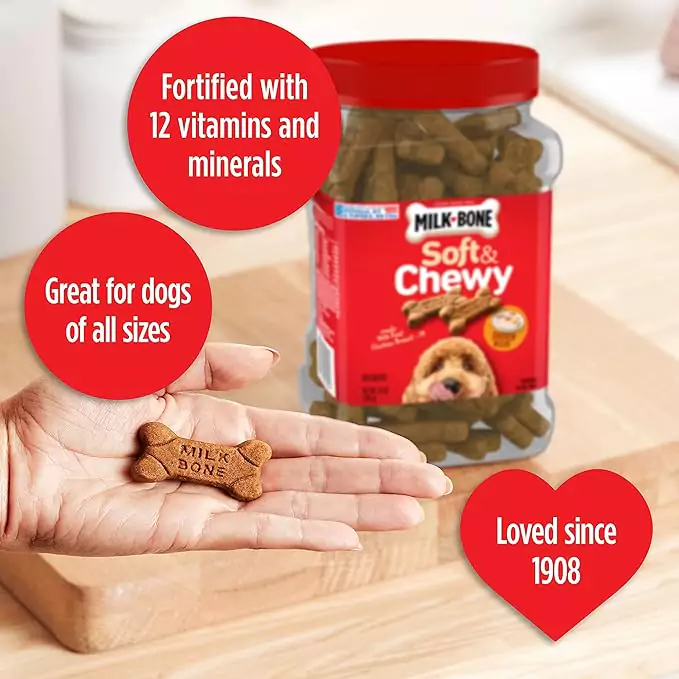 Fortified with
12 vitamins and
minerals
Great for dogs
of all sizes
MILK-BONE
Soft &
Chewy
MILK
BONE
Loved since
1908